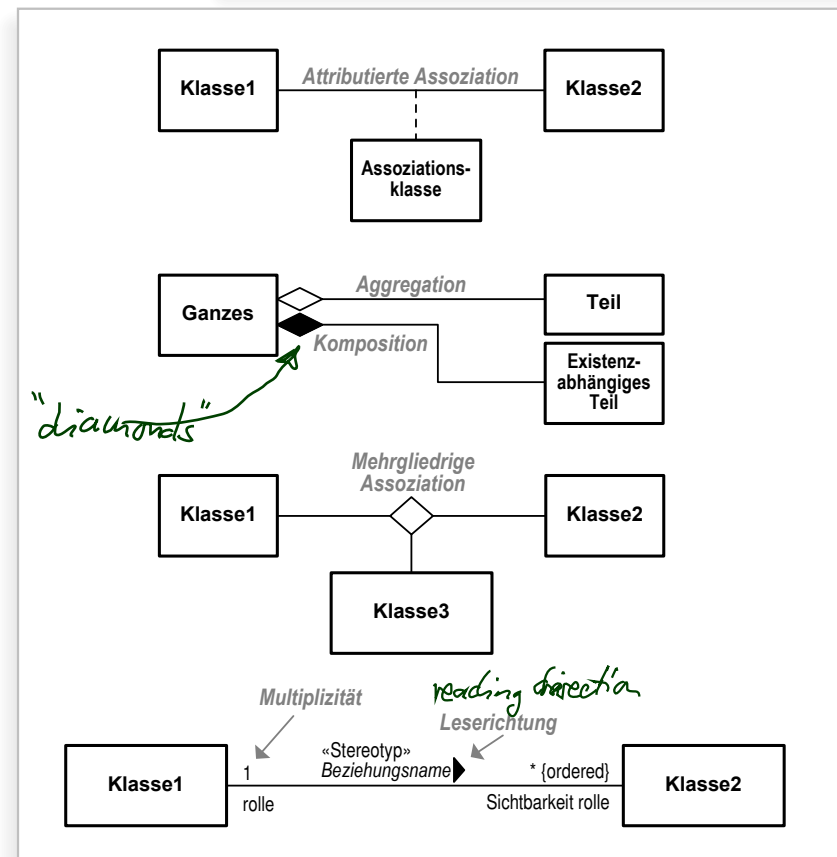 Attributierte Assoziation
Klasse1
Klasse2
Assoziations-
klasse
Aggregation
Ganzes
Teil
Komposition
Existenz-
abhängiges
Teil
"diamonds"
Mehrgliedrige
Assoziation
Klasse1
Klasse2
Klasse3
reading direction
Multiplizität
Leserichtung
«Stereotyp»
Klasse1
1
Beziehungsname
* {ordered}
Klasse2
rolle
Sichtbarkeit rolle